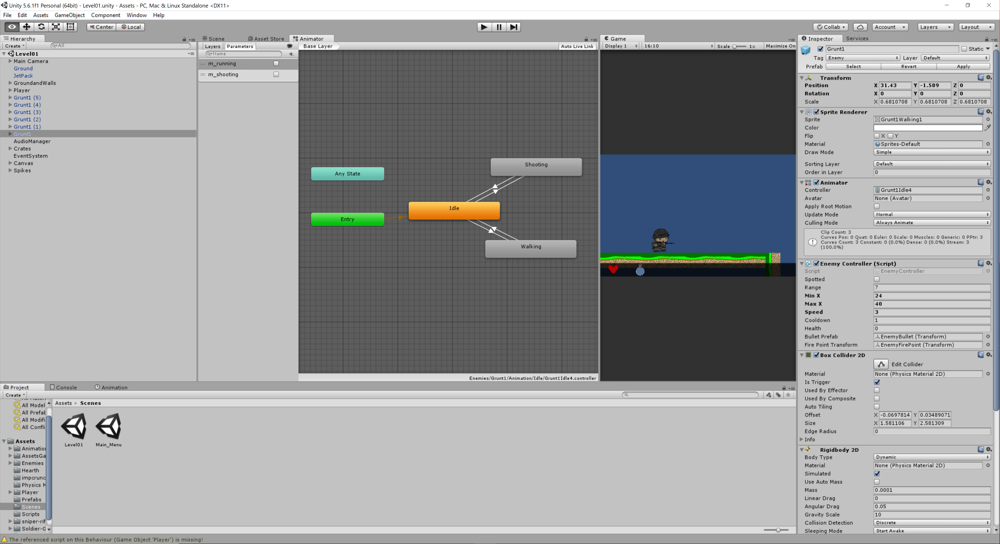 Unity 5.6.1f1 Personal (64bit) - Level01.unity - Assets - PC, Mac & Linux Standalone <DX11>
File Edit Assets GameObject Component Window Help
Center Local
Collab Account Layers Layout
Hierarchy
Create All
Level01
Main Camera
Ground
JetPack
GroundandWalls
Player
Grunt1 (5)
Grunt1 (4)
Grunt1 (3)
Grunt1 (2)
Grunt1 (1)
Grunt1
AudioManager
Crates
EventSystem
Canvas
Spikes
Scene Asset Store Animator
Layers Parameters
Base Layer Auto Live Link
Name
m_running
m_shooting
Any State
Entry
Idle
Shooting
Walking
Enemies/Grunt1/Animation/Idle/Grunt1Idle4.controller
Game
Display 1 16:10 Scale 1x Maximize On
Inspector Services
Grunt1 Static
Tag Enemy Layer Default
Prefab Select Revert Apply
Transform
Position X 31.43 Y -1.589 Z 0
Rotation X 0 Y 0 Z 0
Scale X 0.6810708 Y 0.6810708 Z 0.6810708
Sprite Renderer
Sprite Grunt1Walking1
Color
Flip X Y
Material Sprites-Default
Draw Mode Simple
Sorting Layer Default
Order in Layer 0
Animator
Controller Grunt1Idle4
Avatar None (Avatar)
Apply Root Motion
Update Mode Normal
Culling Mode Always Animate
Clip Count: 3
Curves Pos: 0 Quat: 0 Euler: 0 Scale: 0 Muscles: 0 Generic: 0 PPtr: 3
Curves Count: 3 Constant: 0 (0.0%) Dense: 0 (0.0%) Stream: 3
(100.0%)
Enemy Controller (Script)
Script EnemyController
Spotted
Range 7
Min X 24
Max X 40
Speed 3
Cooldown 1
Health 0
Bullet Prefab EnemyBullet (Transform)
Fire Point Transform EnemyFirePoint (Transform)
Box Collider 2D
Edit Collider
Material None (Physics Material 2D)
Is Trigger
Used By Effector
Used By Composite
Auto Tiling
Offset X -0.0697814 Y 0.03489071
Size X 1.581106 Y 2.581309
Edge Radius 0
Info
Rigidbody 2D
Body Type Dynamic
Material None (Physics Material 2D)
Simulated
Use Auto Mass
Mass 0.0001
Linear Drag 0
Angular Drag 0.05
Gravity Scale 10
Collision Detection Discrete
Sleeping Mode Start Awake
Project Console Animation
Create
All Model
All Prefab
All Modifi
All Confli
Assets
Animation
AssetsGa
Enemies
Hearth
impcrunc
Physics M
Player
Prefabs
Scenes
Scripts
sniper-rif
Soldier-G
Assets Scenes
Level01 Main_Menu
The referenced script on this Behaviour (Game Object 'Player') is missing!